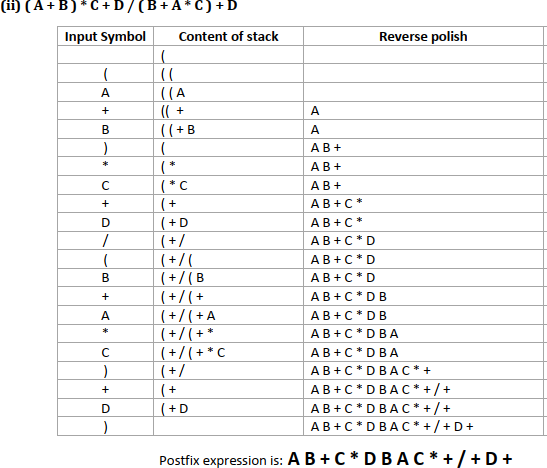 (ii) ( A + B ) * C + D / ( B + A * C ) + D
Input Symbol Content of stack Reverse polish
(
( ( (
A ( ( A
+ (( + A
B ( ( + B A
) ( A B +
* ( * A B +
C ( * C A B +
+ ( + A B + C *
D ( + D A B + C *
/ ( + / A B + C * D
( ( + / ( A B + C * D
B ( + / ( B A B + C * D
+ ( + / ( + A B + C * D B
A ( + / ( + A A B + C * D B
* ( + / ( + * A B + C * D B A
C ( + / ( + * C A B + C * D B A
) ( + / A B + C * D B A C * +
+ ( + A B + C * D B A C * + / +
D ( + D A B + C * D B A C * + / +
) A B + C * D B A C * + / + D +
Postfix expression is: A B + C * D B A C * + / + D +